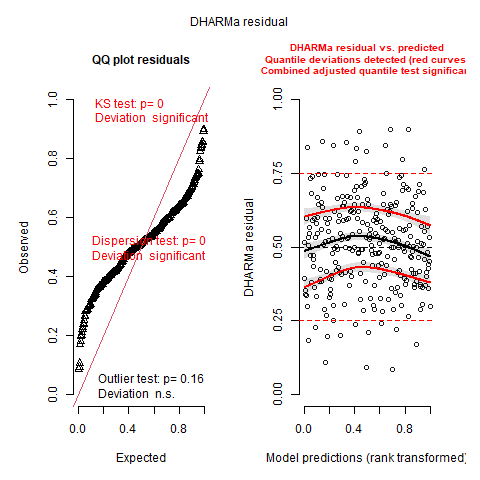 DHARMa residual
QQ plot residuals
KS test: p= 0
Deviation significant
Dispersion test: p= 0
Deviation significant
Outlier test: p= 0.16
Deviation n.s.
Observed
0.0 0.2 0.4 0.6 0.8 1.0
0.0 0.4 0.8
Expected
DHARMa residual vs. predicted
Quantile deviations detected (red curves
Combined adjusted quantile test significan
DHARMa residual
0.00 0.25 0.50 0.75 1.00
0.0 0.4 0.8
Model predictions (rank transformed)